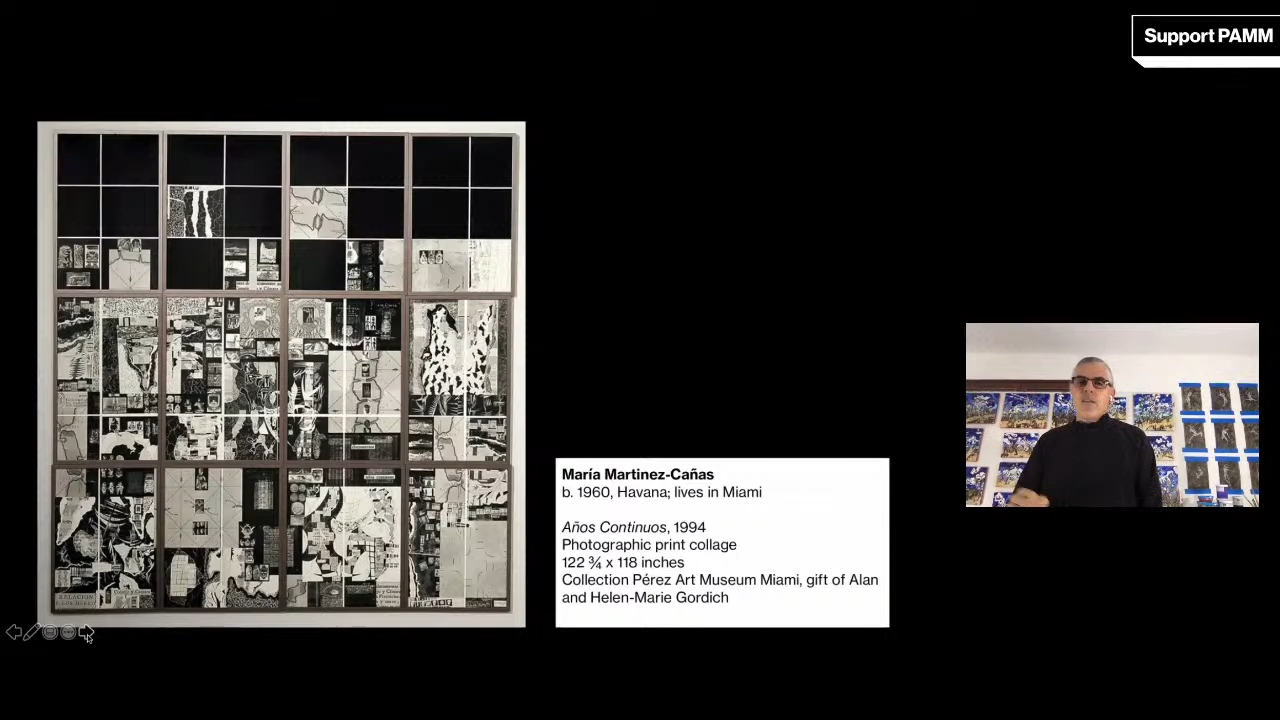 Support PAMM
María Martinez-Cañas
b. 1960, Havana; lives in Miami
Años Continuos, 1994
Photographic print collage
122 ¾ x 118 inches
Collection Pérez Art Museum Miami, gift of Alan
and Helen-Marie Gordich
RELACION